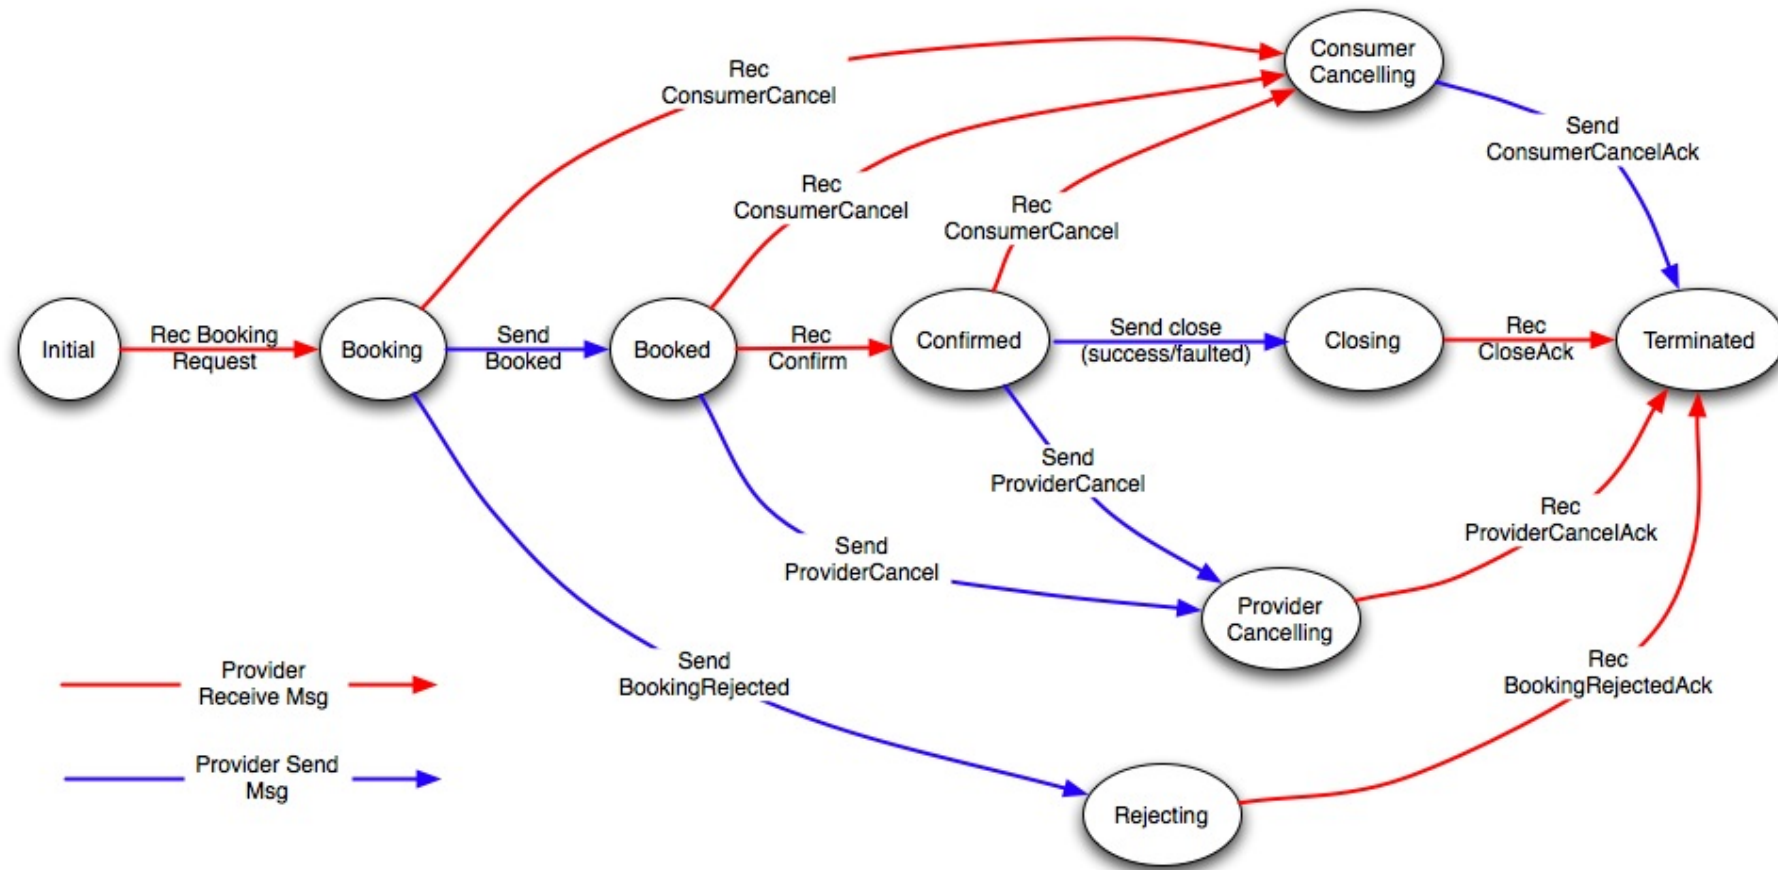 Consumer
Cancelling
Rec
ConsumerCancel
Send
ConsumerCancelAck
Rec
ConsumerCancel
Rec
ConsumerCancel
Initial
Rec Booking
Request
Booking
Send
Booked
Booked
Rec
Confirm
Confirmed
Send close
(success/faulted)
Closing
Rec
CloseAck
Terminated
Send
ProviderCancel
Send
ProviderCancel
Rec
ProviderCancelAck
Provider
Cancelling
Send
BookingRejected
Rec
BookingRejectedAck
Rejecting
Provider
Receive Msg
Provider Send
Msg